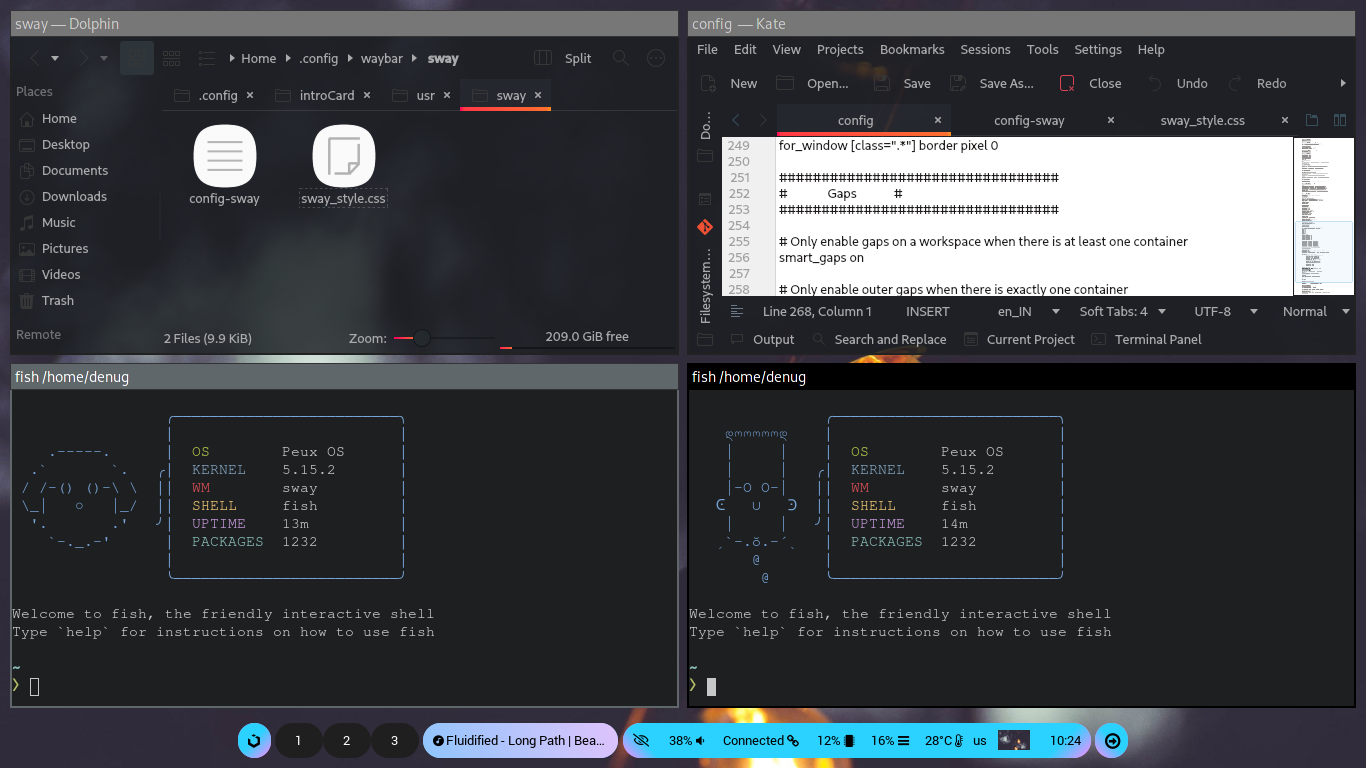 sway — Dolphin
Home .config waybar sway
Split
Places
.config
introCard
usr
sway
Home
Desktop
Documents
Downloads
Music
Pictures
Videos
Trash
Remote
config-sway
sway_style.css
2 Files (9.9 KiB)
Zoom:
209.0 GiB free
config — Kate
File Edit View Projects Bookmarks Sessions Tools Settings Help
New Open... Save Save As... Close Undo Redo
Do...
Filesystem...
config
config-sway
sway_style.css
249 for_window [class=".*"] border pixel 0
250
251 #################################
252 # Gaps #
253 #################################
254
255 # Only enable gaps on a workspace when there is at least one container
256 smart_gaps on
257
258 # Only enable outer gaps when there is exactly one container
Line 268, Column 1 INSERT en_IN Soft Tabs: 4 UTF-8 Normal
Output Search and Replace Current Project Terminal Panel
fish /home/denug
OS Peux OS
KERNEL 5.15.2
WM sway
SHELL fish
UPTIME 13m
PACKAGES 1232
Welcome to fish, the friendly interactive shell
Type `help` for instructions on how to use fish
~
❯
fish /home/denug
OS Peux OS
KERNEL 5.15.2
WM sway
SHELL fish
UPTIME 14m
PACKAGES 1232
Welcome to fish, the friendly interactive shell
Type `help` for instructions on how to use fish
~
❯
1 2 3 Fluidified - Long Path | Bea... 38% Connected 12% 16% 28°C us 10:24